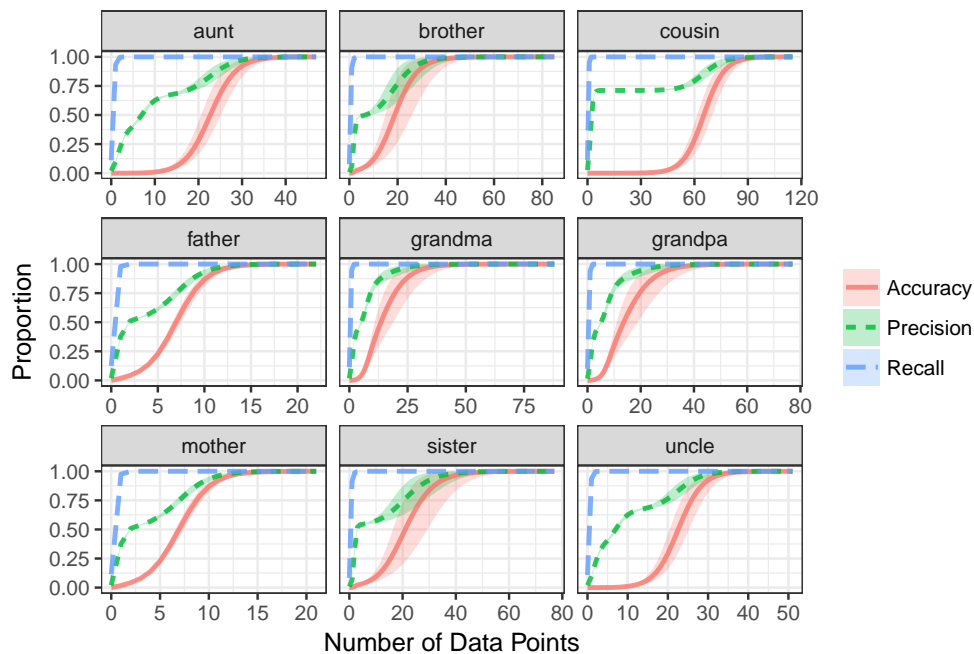 aunt brother cousin
1.00
0.75
0.50
0.25
0.00
0 10 20 30 40 0 20 40 60 80 0 30 60 90 120
father grandma grandpa
1.00
0.75
0.50
0.25
0.00
0 5 10 15 20 0 25 50 75 0 20 40 60 80
mother sister uncle
1.00
0.75
0.50
0.25
0.00
0 5 10 15 20 0 20 40 60 80 0 10 20 30 40 50
Proportion
Number of Data Points
Accuracy
Precision
Recall